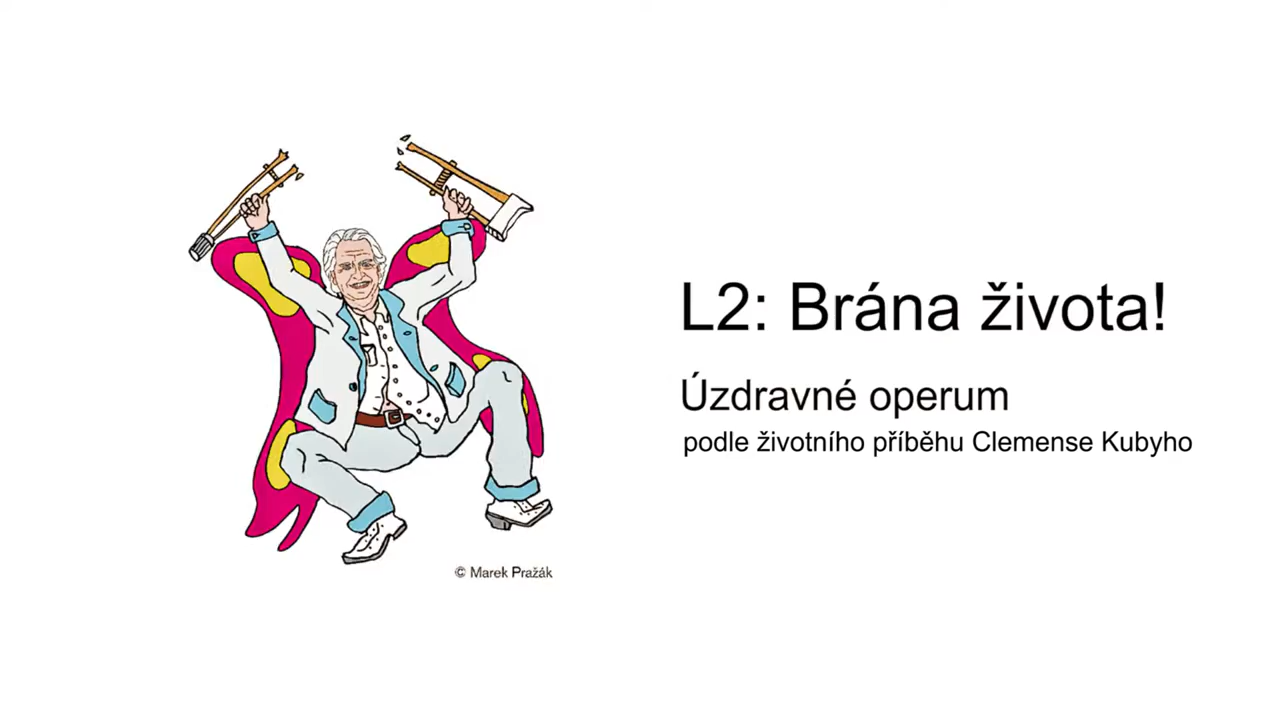 L2: Brána života!
Úzdravné operum
podle životního příběhu Clemense Kubyho
© Marek Pražák